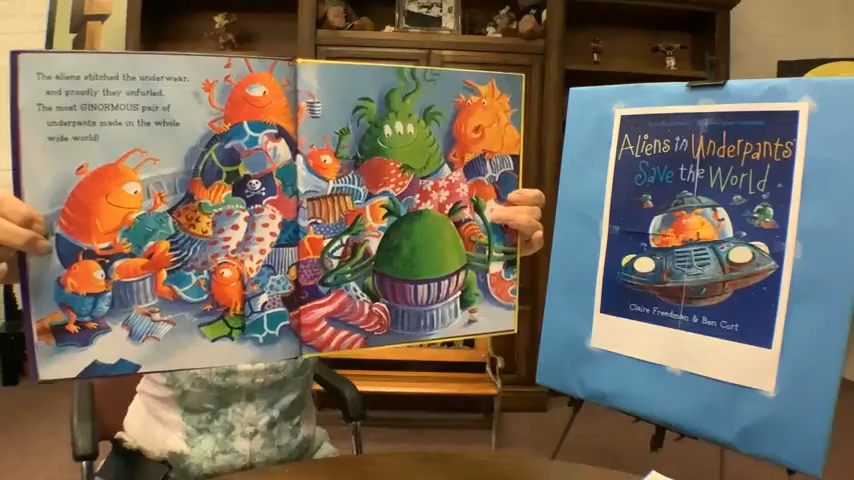 The aliens stitched the underwear,
and proudly they unfurled.
The most GINORMOUS pair of
underpants made in the whole
wide world!
ALIENS in Underpants
Save the World
Claire Freedman & Ben Cort